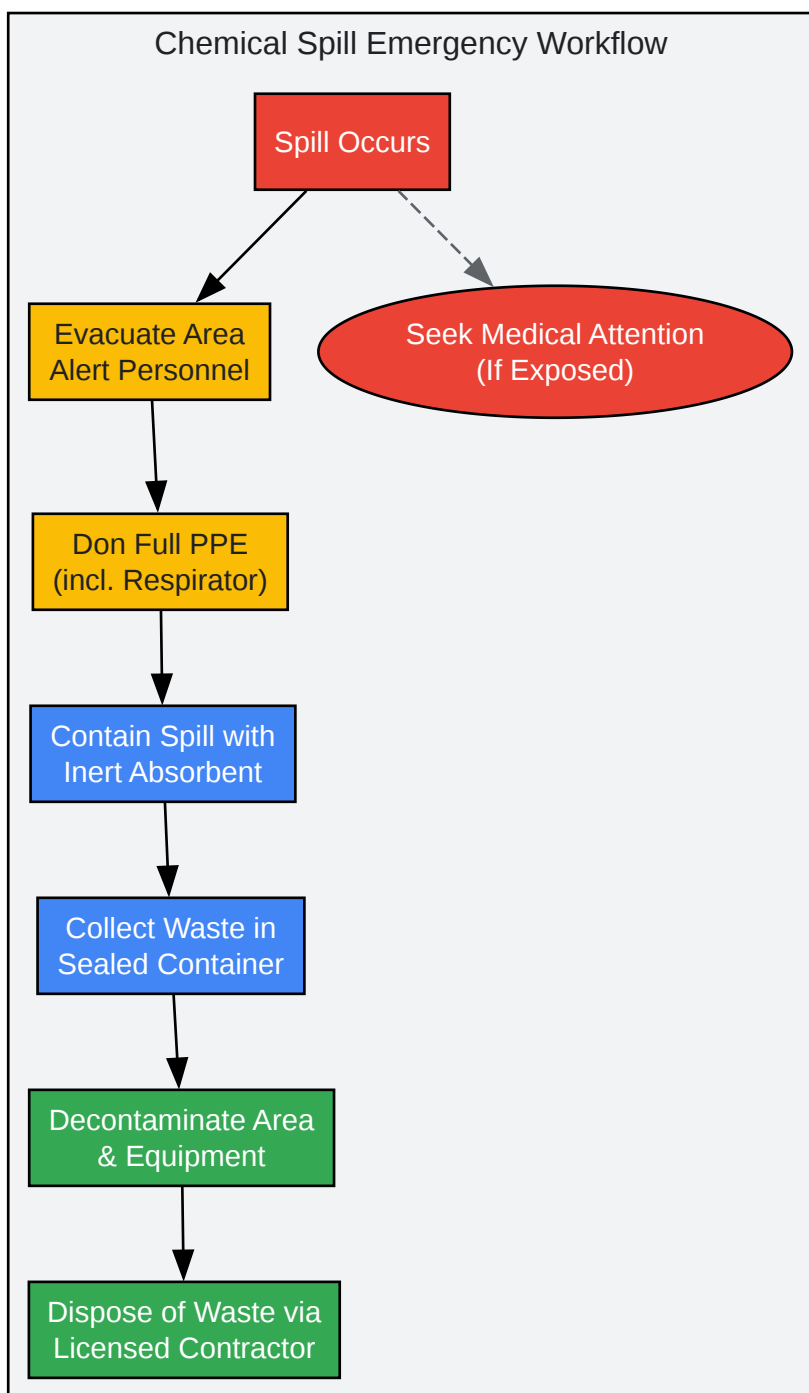 Chemical Spill Emergency Workflow
Spill Occurs
Evacuate Area
Alert Personnel
Seek Medical Attention
(If Exposed)
Don Full PPE
(incl. Respirator)
Contain Spill with
Inert Absorbent
Collect Waste in
Sealed Container
Decontaminate Area
& Equipment
Dispose of Waste via
Licensed Contractor